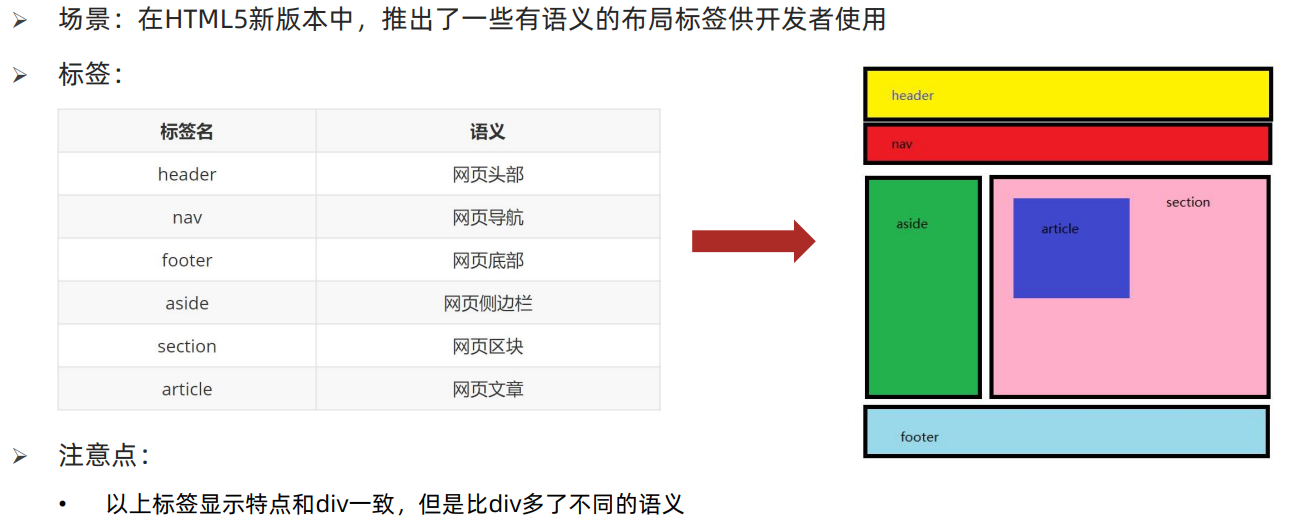 场景：在HTML5新版本中，推出了一些有语义的布局标签供开发者使用
标签：
标签名 语义
header 网页头部
nav 网页导航
footer 网页底部
aside 网页侧边栏
section 网页区块
article 网页文章
header
nav
aside
article
section
footer
注意点：
以上标签显示特点和div一致，但是比div多了不同的语义